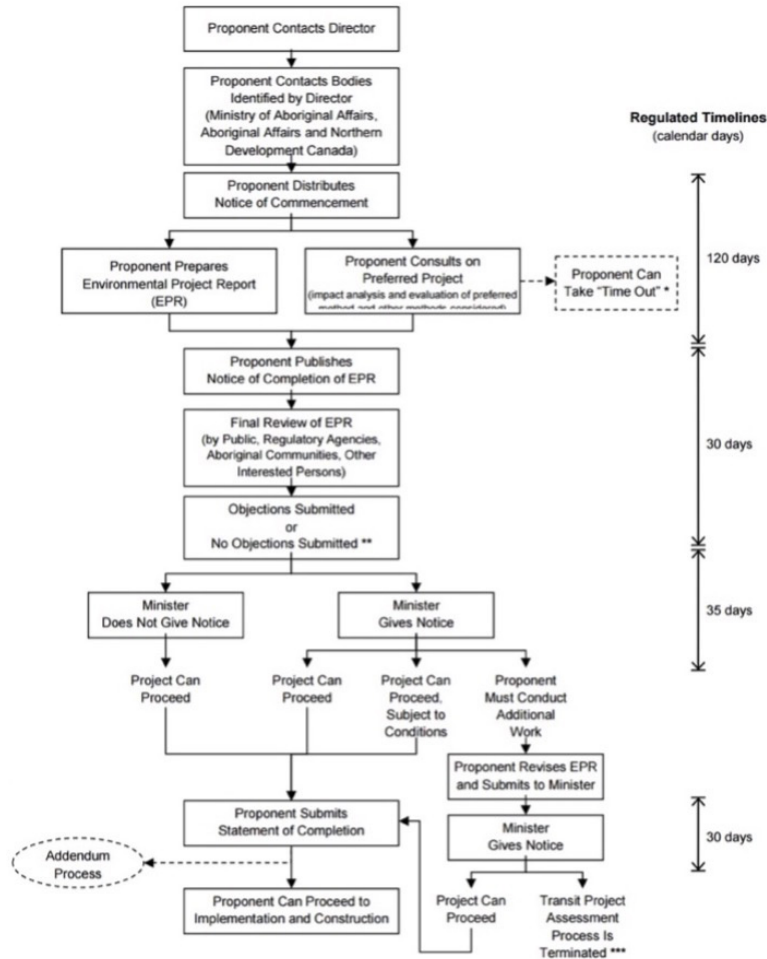 Proponent Contacts Director
Proponent Contacts Bodies
Identified by Director
(Ministry of Aboriginal Affairs,
Aboriginal Affairs and Northern
Development Canada)
Regulated Timelines
(calendar days)
Proponent Distributes
Notice of Commencement
Proponent Prepares
Environmental Project Report
(EPR)
Proponent Consults on
Preferred Project
(impact analysis and evaluation of preferred
method and other methods considered)
Proponent Can
Take "Time Out" *
120 days
Proponent Publishes
Notice of Completion of EPR
Final Review of EPR
(by Public, Regulatory Agencies,
Aboriginal Communities, Other
Interested Persons)
30 days
Objections Submitted
or
No Objections Submitted **
Minister
Does Not Give Notice
Minister
Gives Notice
35 days
Project Can
Proceed
Project Can
Proceed
Project Can
Proceed,
Subject to
Conditions
Proponent
Must Conduct
Additional
Work
Proponent Revises EPR
and Submits to Minister
Proponent Submits
Statement of Completion
Minister
Gives Notice
30 days
Addendum
Process
Proponent Can Proceed to
Implementation and Construction
Project Can
Proceed
Transit Project
Assessment
Process Is
Terminated ***